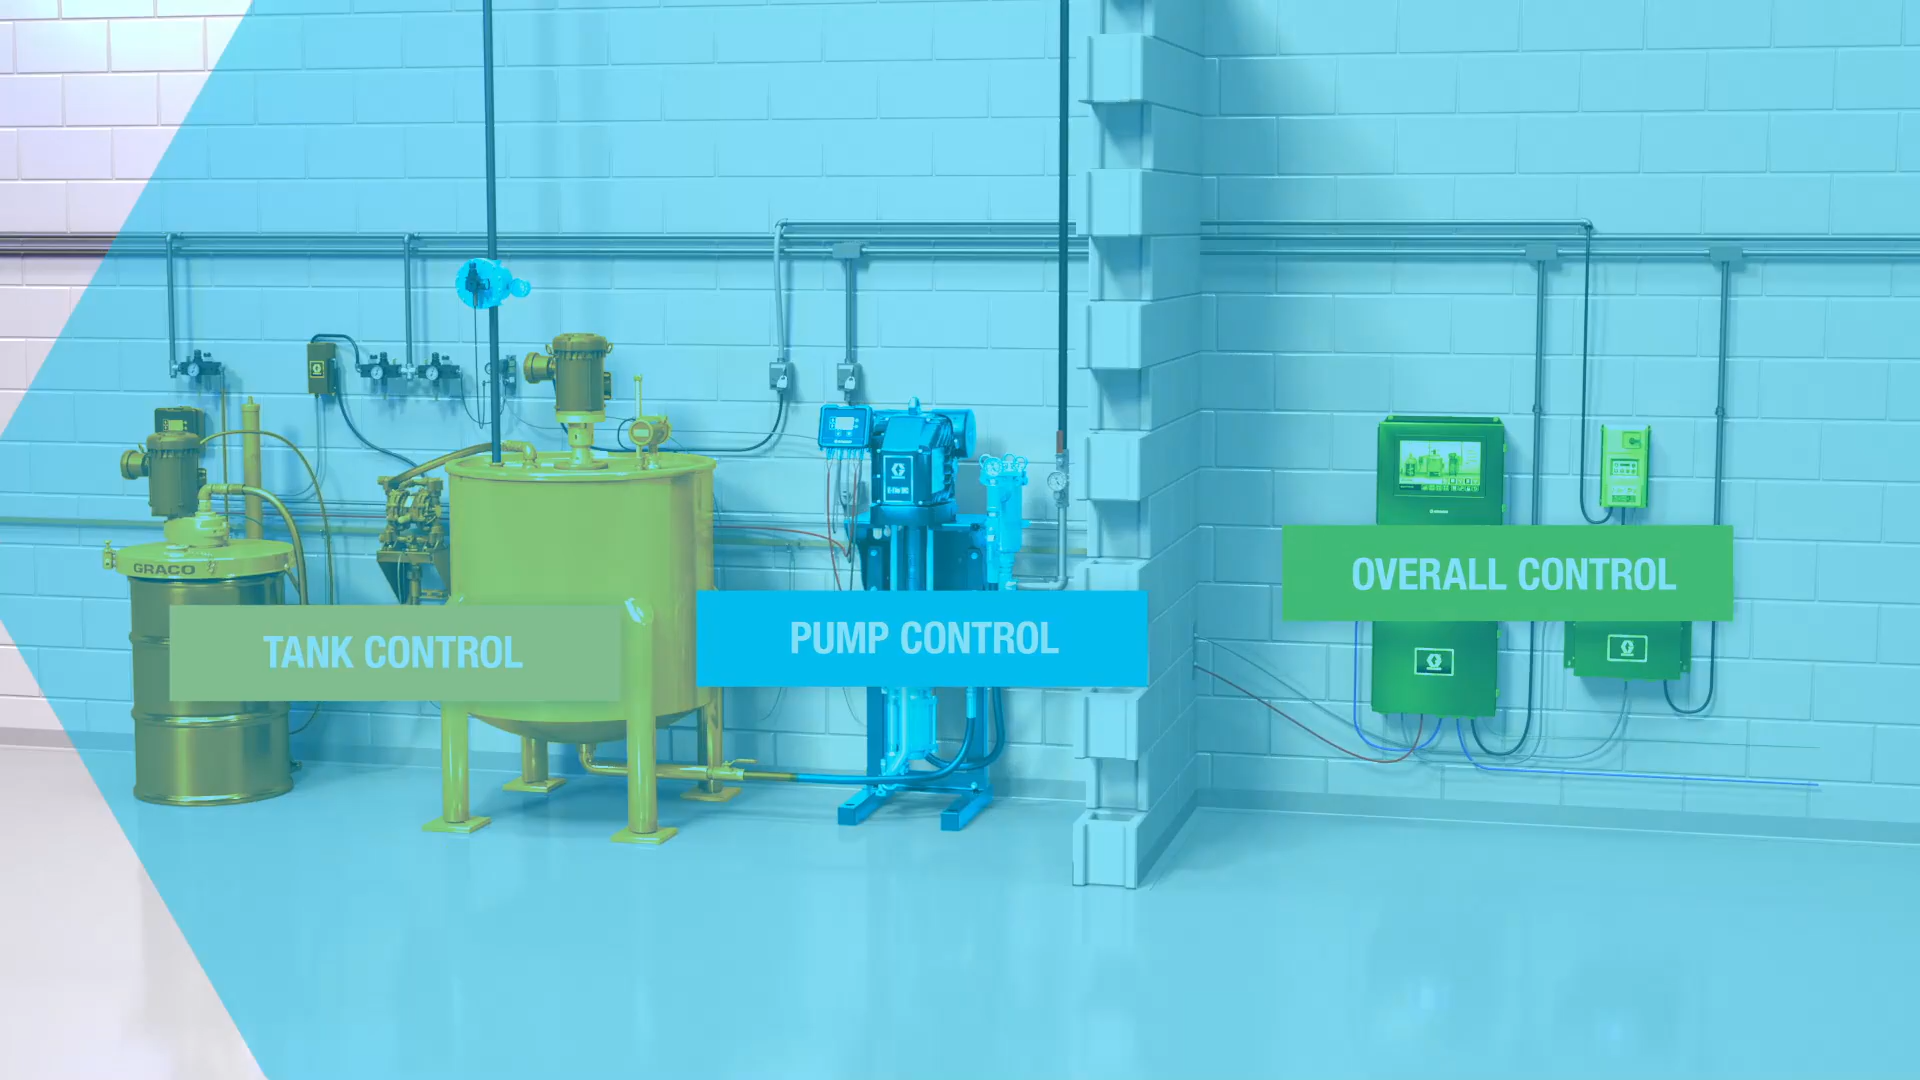 GRACO
TANK CONTROL
PUMP CONTROL
OVERALL CONTROL